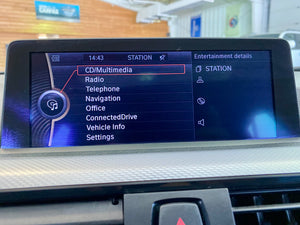 14:43 STATION
Entertainment details
CD/Multimedia
STATION
Radio
Telephone
Navigation
Office
ConnectedDrive
Vehicle Info
Settings